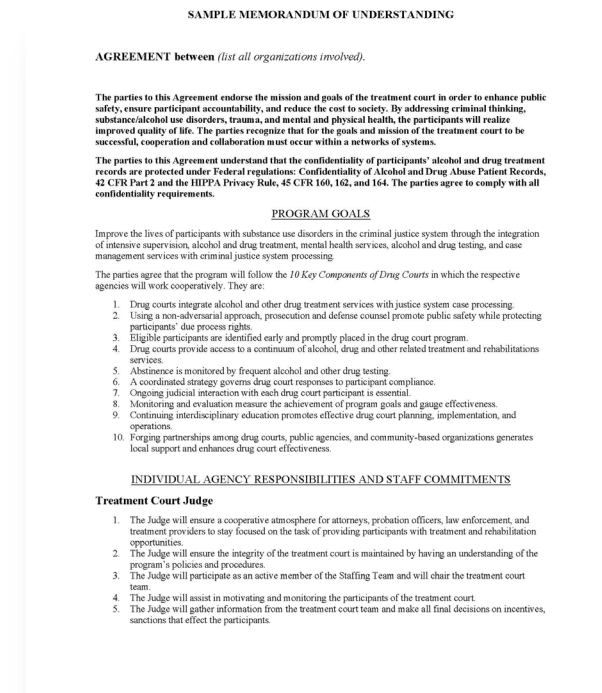 SAMPLE MEMORANDUM OF UNDERSTANDING
AGREEMENT between (list all organizations involved).
The parties to this Agreement endorse the mission and goals of the treatment court in order to enhance public
safety, ensure participant accountability, and reduce the cost to society. By addressing criminal thinking,
substance/alcohol use disorders, trauma, and mental and physical health, the participants will realize
improved quality of life. The parties recognize that for the goals and mission of the treatment court to be
successful, cooperation and collaboration must occur within a networks of systems.
The parties to this Agreement understand that the confidentiality of participants' alcohol and drug treatment
records are protected under Federal regulations: Confidentiality of Alcohol and Drug Abuse Patient Records,
42 CFR Part 2 and the HIPPA Privacy Rule, 45 CFR 160, 162, and 164. The parties agree to comply with all
confidentiality requirements.
PROGRAM GOALS
Improve the lives of participants with substance use disorders in the criminal justice system through the integration
of intensive supervision, alcohol and drug treatment, mental health services, alcohol and drug testing, and case
management services with criminal justice system processing.
The parties agree that the program will follow the 10 Key Components of Drug Courts in which the respective
agencies will work cooperatively. They are:
1. Drug courts integrate alcohol and other drug treatment services with justice system case processing.
2. Using a non-adversarial approach, prosecution and defense counsel promote public safety while protecting
participants' due process rights.
3. Eligible participants are identified early and promptly placed in the drug court program.
4. Drug courts provide access to a continuum of alcohol, drug and other related treatment and rehabilitations
services.
5. Abstinence is monitored by frequent alcohol and other drug testing.
6. A coordinated strategy governs drug court responses to participant compliance.
7. Ongoing judicial interaction with each drug court participant is essential.
8. Monitoring and evaluation measure the achievement of program goals and gauge effectiveness.
9. Continuing interdisciplinary education promotes effective drug court planning, implementation, and
operations.
10. Forging partnerships among drug courts, public agencies, and community-based organizations generates
local support and enhances drug court effectiveness.
INDIVIDUAL AGENCY RESPONSIBILITIES AND STAFF COMMITMENTS
Treatment Court Judge
1. The Judge will ensure a cooperative atmosphere for attorneys, probation officers, law enforcement, and
treatment providers to stay focused on the task of providing participants with treatment and rehabilitation
opportunities.
2. The Judge will ensure the integrity of the treatment court is maintained by having an understanding of the
program's policies and procedures.
3. The Judge will participate as an active member of the Staffing Team and will chair the treatment court
team.
4. The Judge will assist in motivating and monitoring the participants of the treatment court.
5. The Judge will gather information from the treatment court team and make all final decisions on incentives,
sanctions that effect the participants.